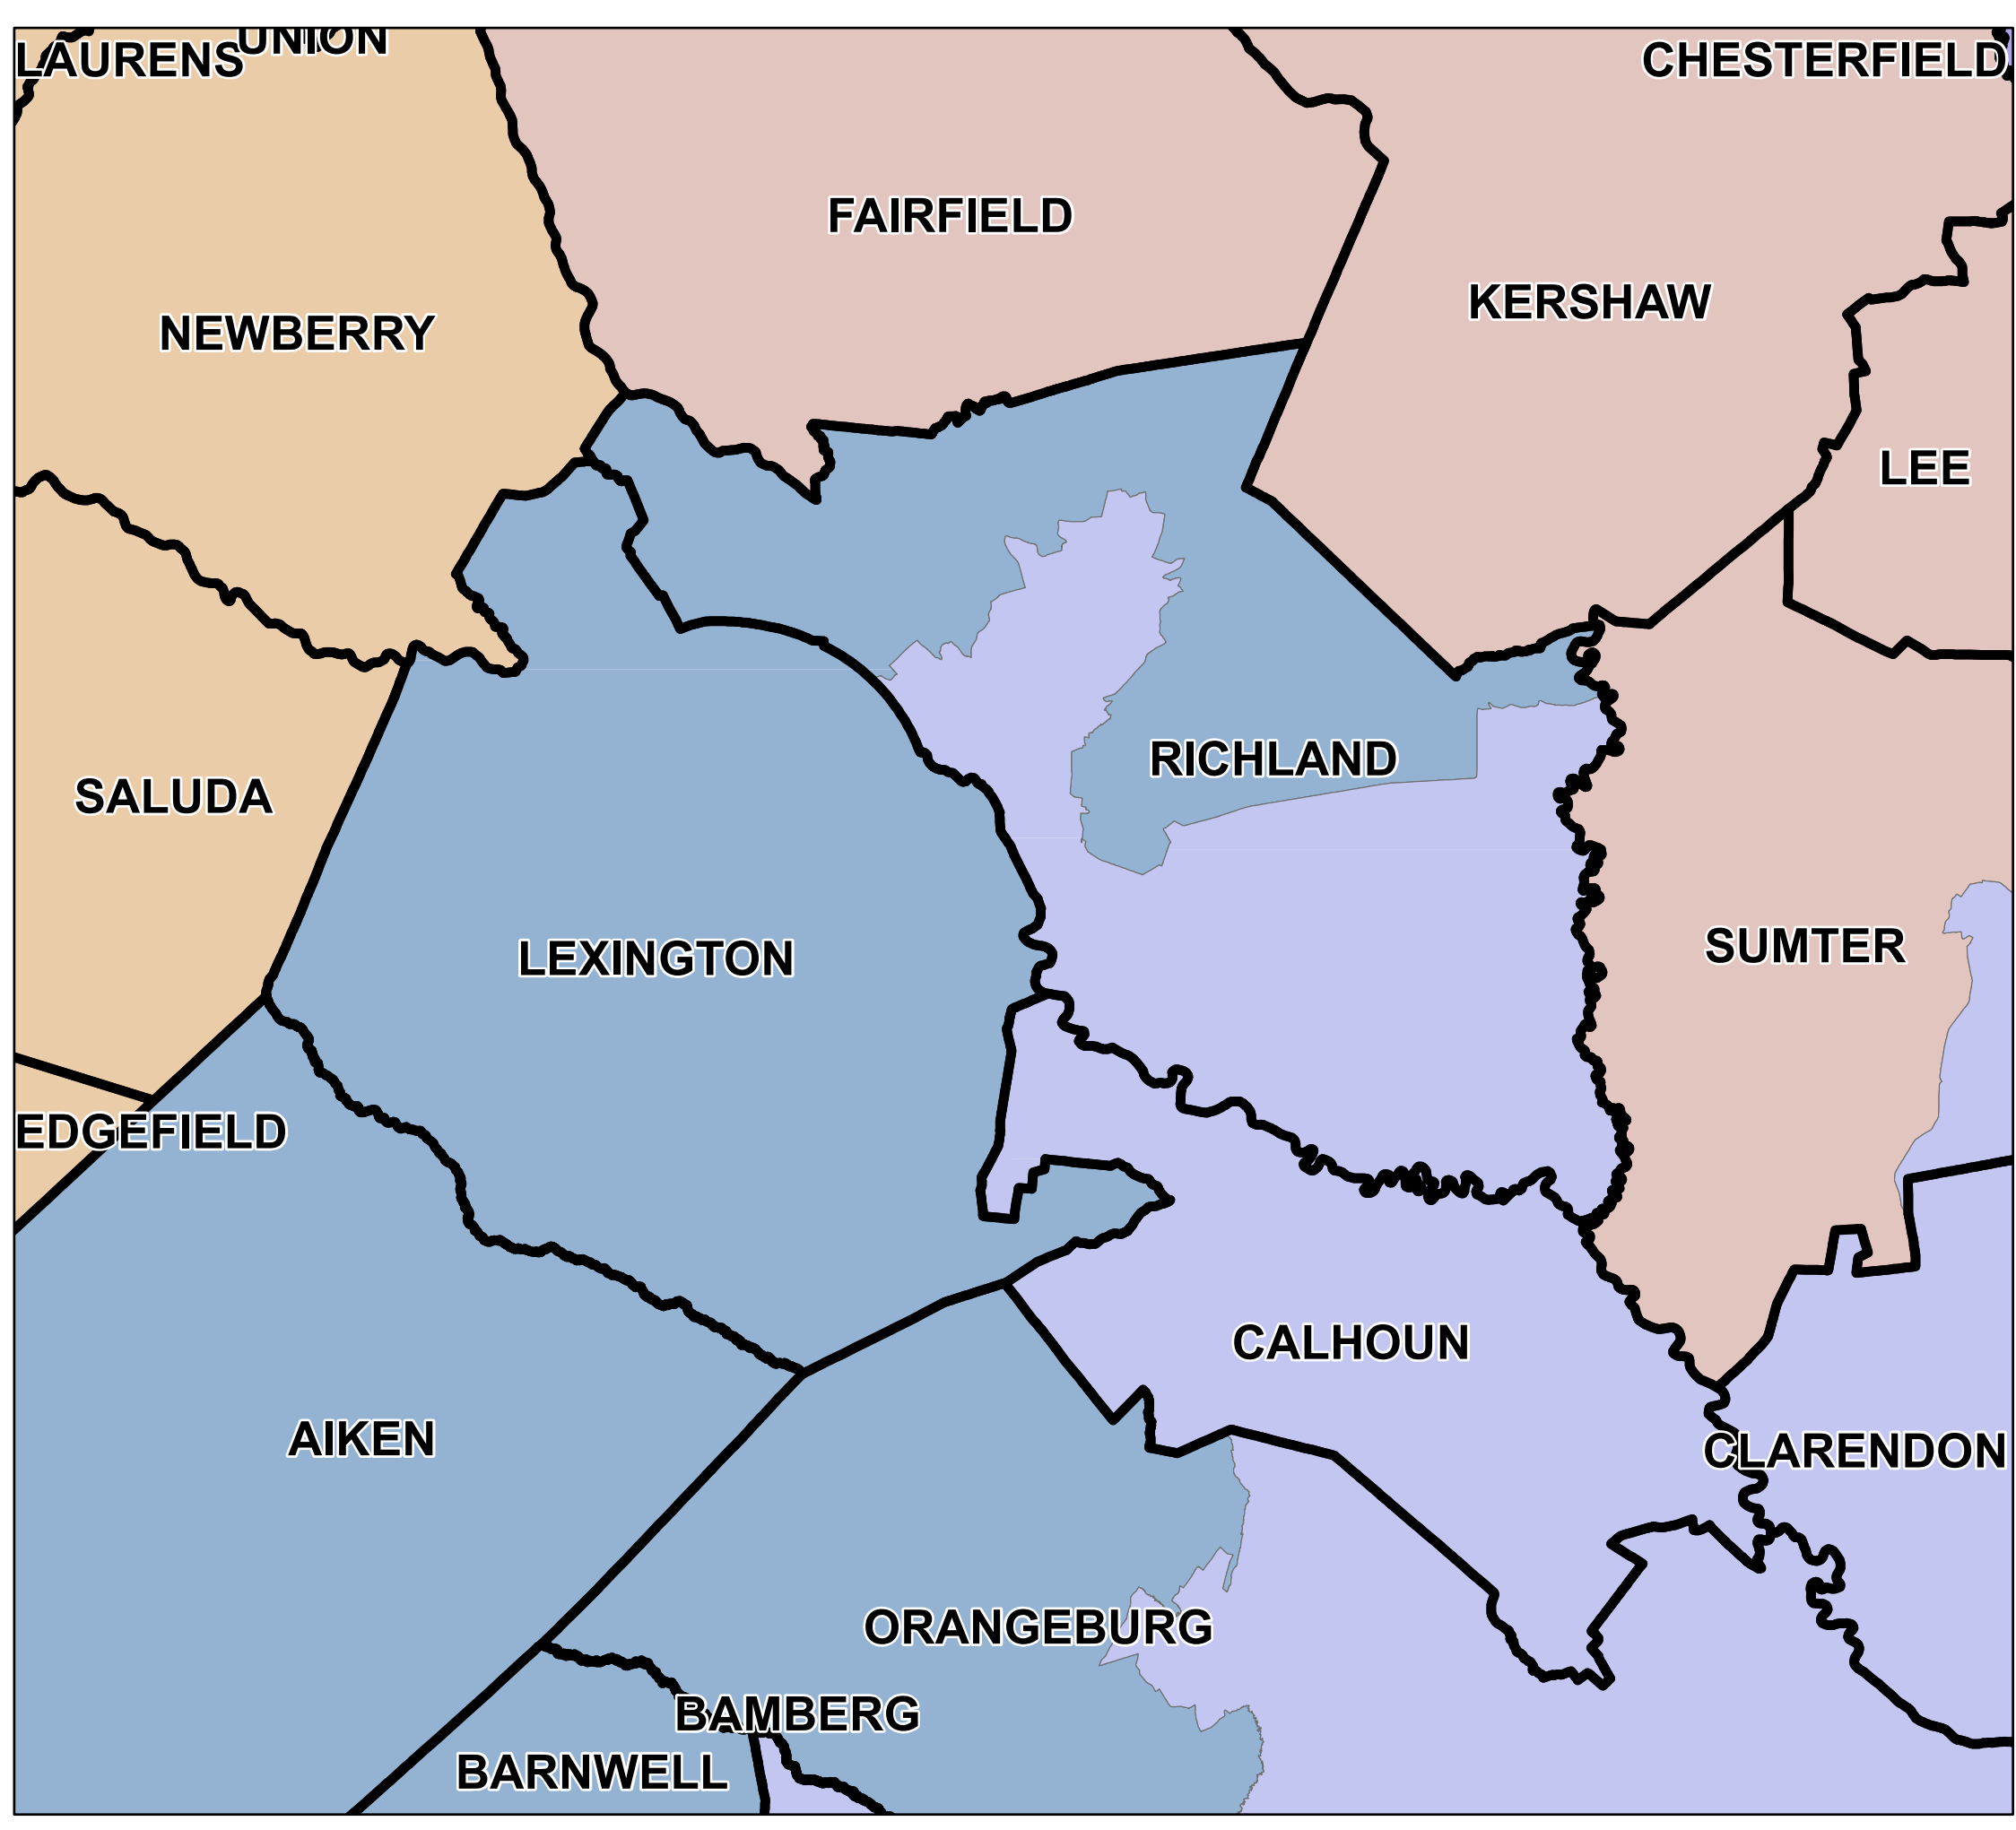 UNION
LAURENS
CHESTERFIELD
FAIRFIELD
KERSHAW
NEWBERRY
LEE
RICHLAND
SALUDA
SUMTER
LEXINGTON
EDGEFIELD
CALHOUN
AIKEN
CLARENDON
ORANGEBURG
BAMBERG
BARNWELL